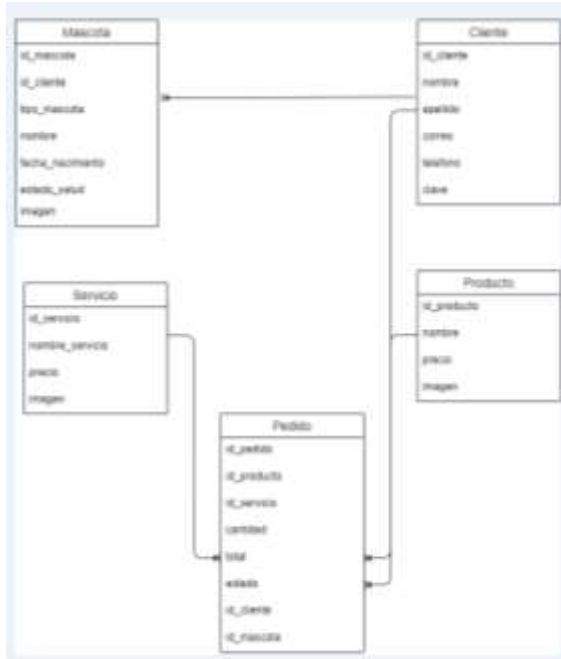 Mascota
id_mascota
id_cliente
tipo_mascota
nombre
fecha_nacimiento
estado_salud
imagen
Cliente
id_cliente
nombre
apellido
correo
telefono
clave
Servicio
id_servicio
nombre_servicio
precio
imagen
Producto
id_producto
nombre
precio
imagen
Pedido
id_pedido
id_producto
id_servicio
cantidad
total
estado
id_cliente
id_mascota